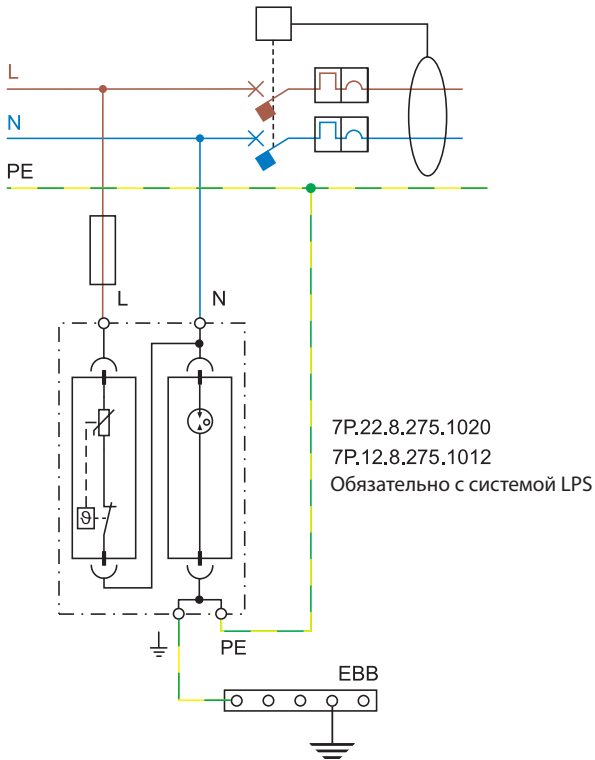 L
N
PE
L
N
ϑ
7P.22.8.275.1020
7P.12.8.275.1012
Обязательно с системой LPS
PE
EBB